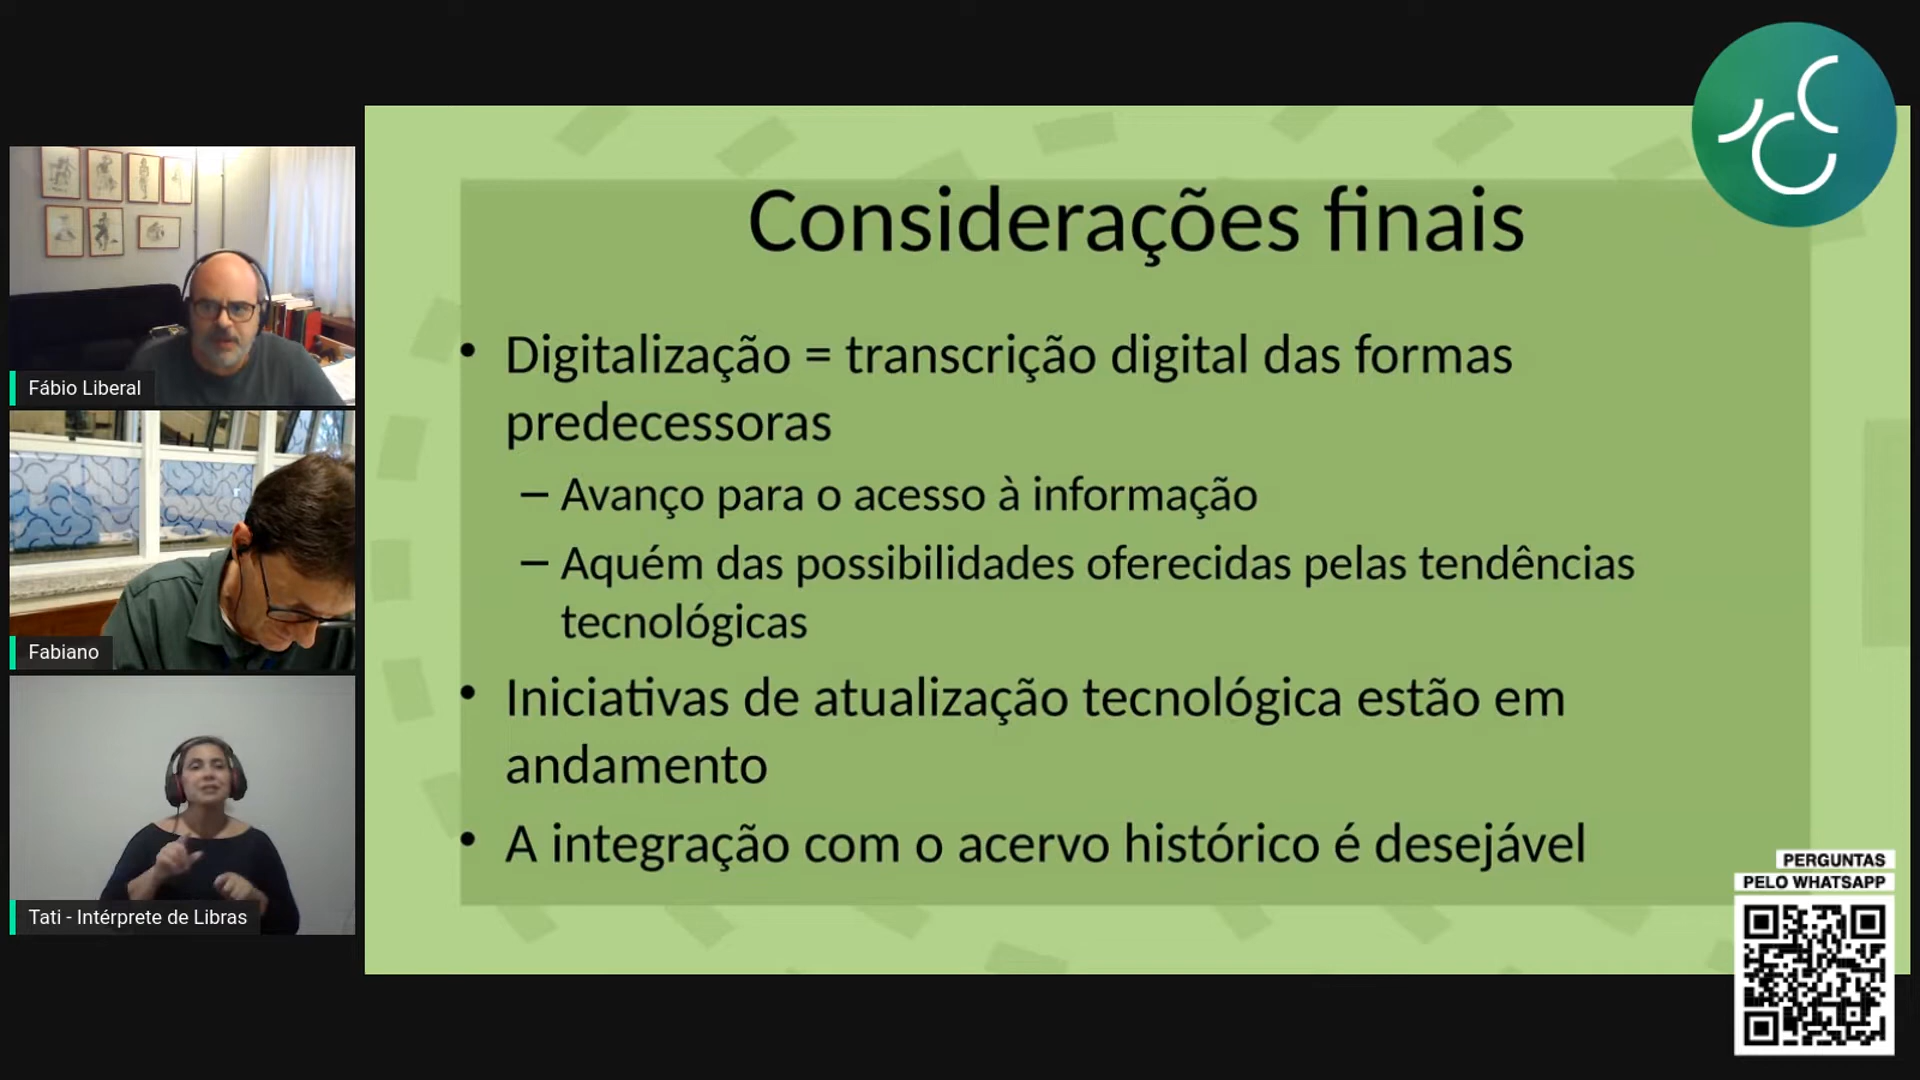 Considerações finais
• Digitalização = transcrição digital das formas
predecessoras
– Avanço para o acesso à informação
– Aquém das possibilidades oferecidas pelas tendências
tecnológicas
• Iniciativas de atualização tecnológica estão em
andamento
• A integração com o acervo histórico é desejável
Fábio Liberal
Fabiano
Tati - Intérprete de Libras
PERGUNTAS
PELO WHATSAPP